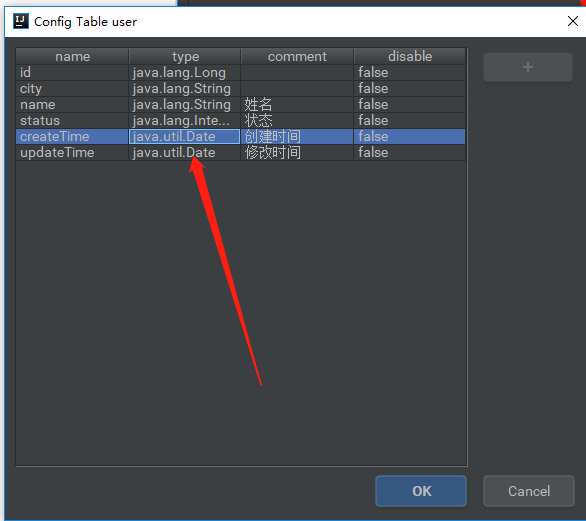 Config Table user
name type comment disable
id java.lang.Long false
city java.lang.String false
name java.lang.String 姓名 false
status java.lang.Inte... 状态 false
createTime java.util.Date 创建时间 false
updateTime java.util.Date 修改时间 false
+
OK Cancel